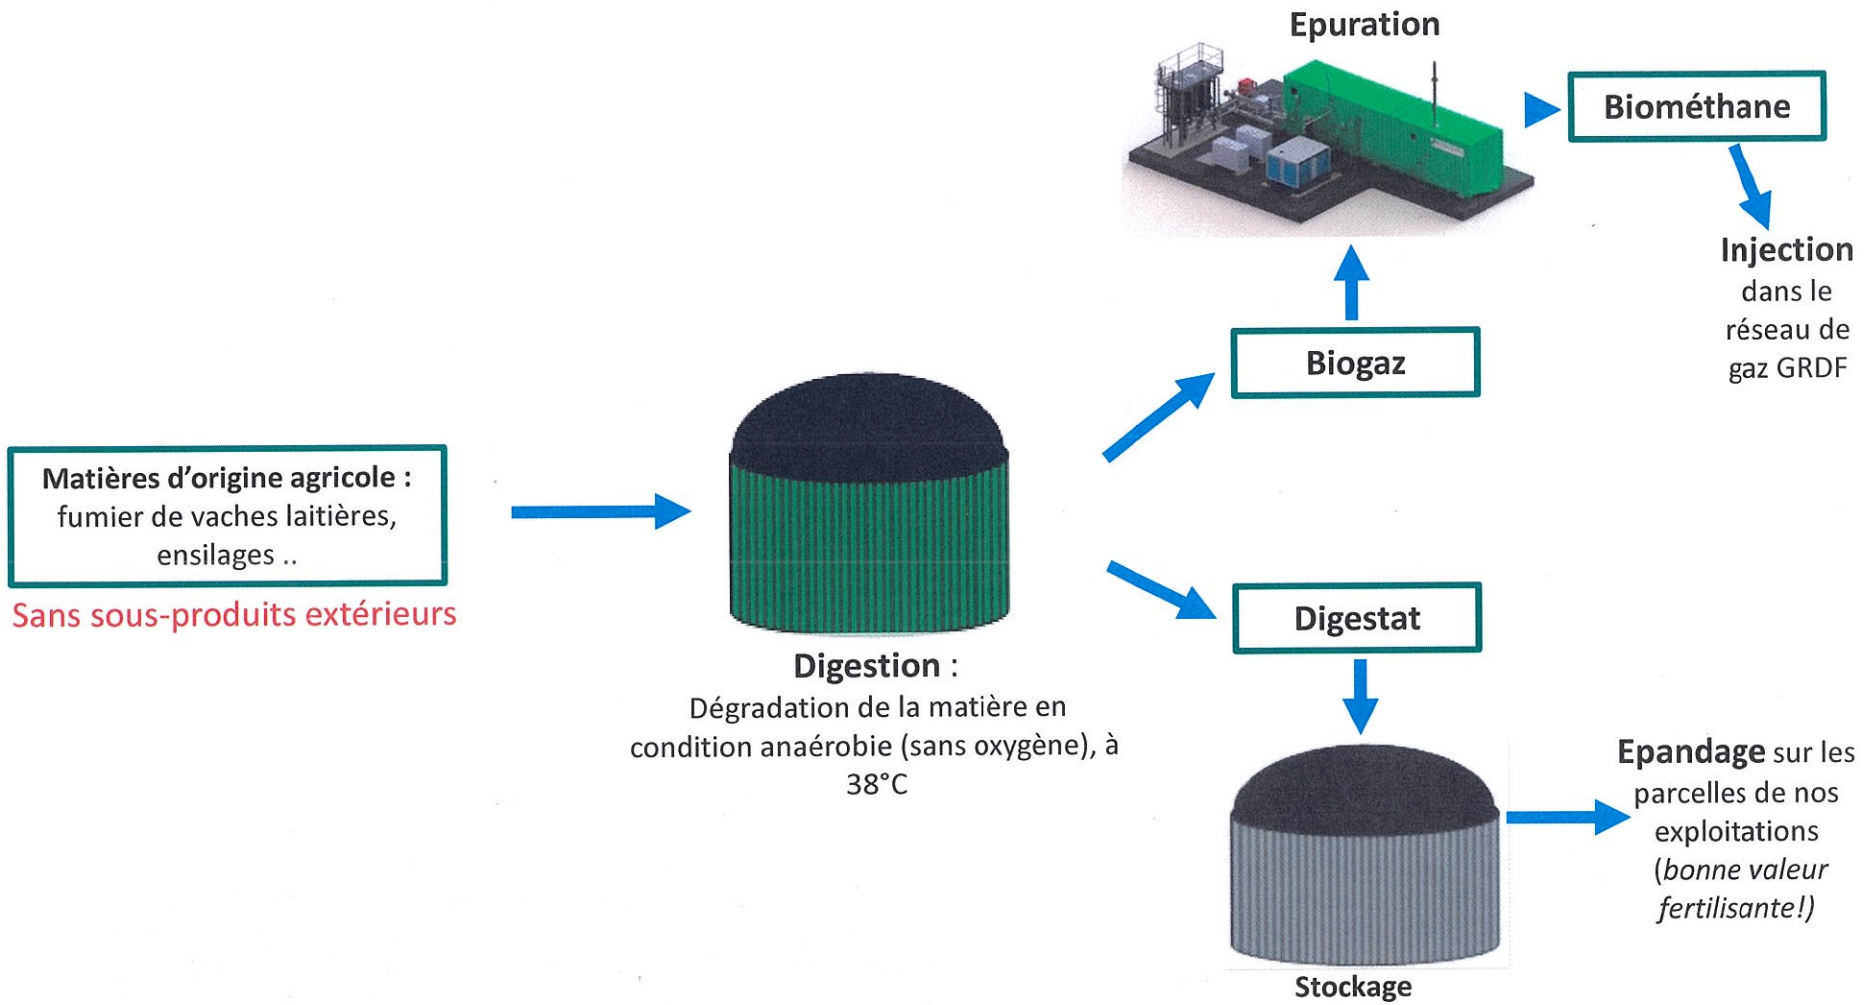 Matières d'origine agricole :
fumier de vaches laitières,
ensilages ..
Sans sous-produits extérieurs
Digestion :
Dégradation de la matière en
condition anaérobie (sans oxygène), à
38°C
Biogaz
Epuration
Biométhane
Injection
dans le
réseau de
gaz GRDF
Digestat
Stockage
Epandage sur les
parcelles de nos
exploitations
(bonne valeur
fertilisante!)